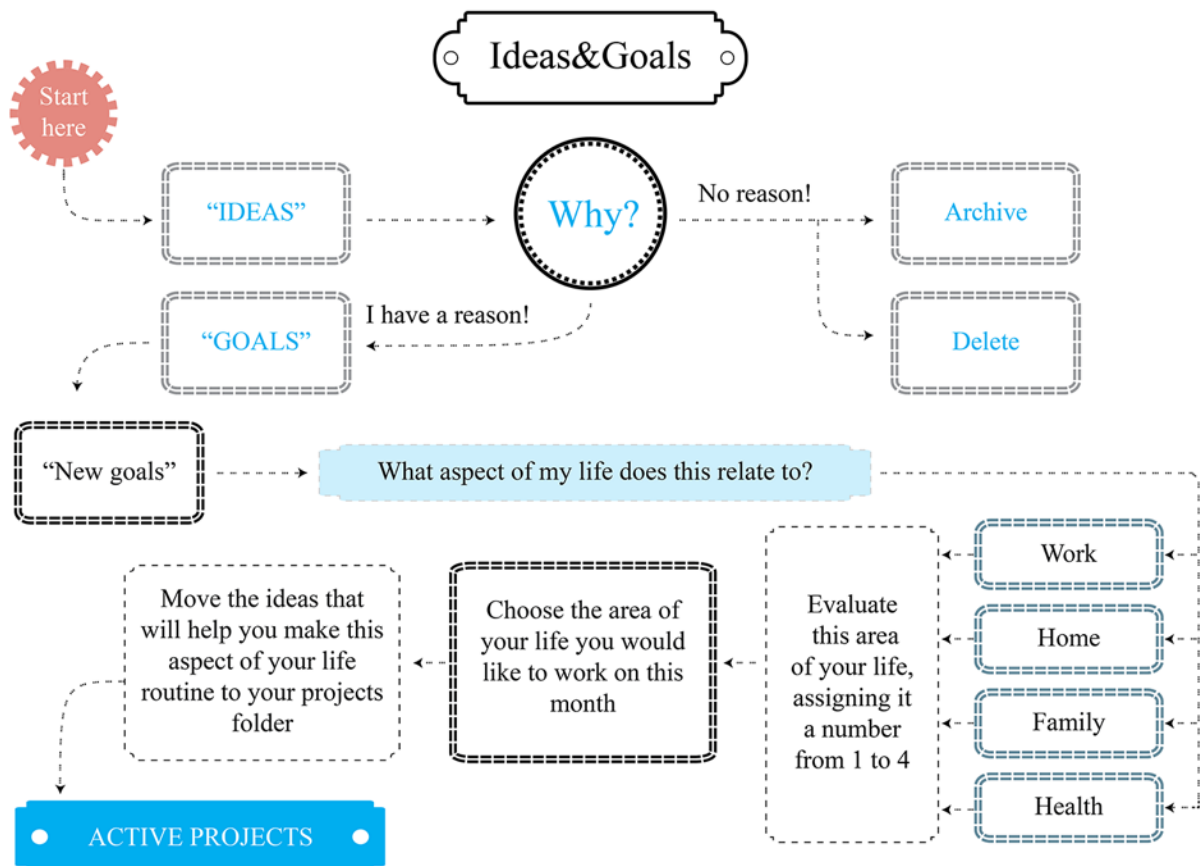 Ideas&Goals
Start
here
“IDEAS”
Why?
No reason!
Archive
“GOALS”
I have a reason!
Delete
“New goals”
What aspect of my life does this relate to?
Work
Home
Family
Health
Evaluate
this area
of your life,
assigning it
a number
from 1 to 4
Choose the area of
your life you would
like to work on this
month
Move the ideas that
will help you make this
aspect of your life
routine to your projects
folder
ACTIVE PROJECTS